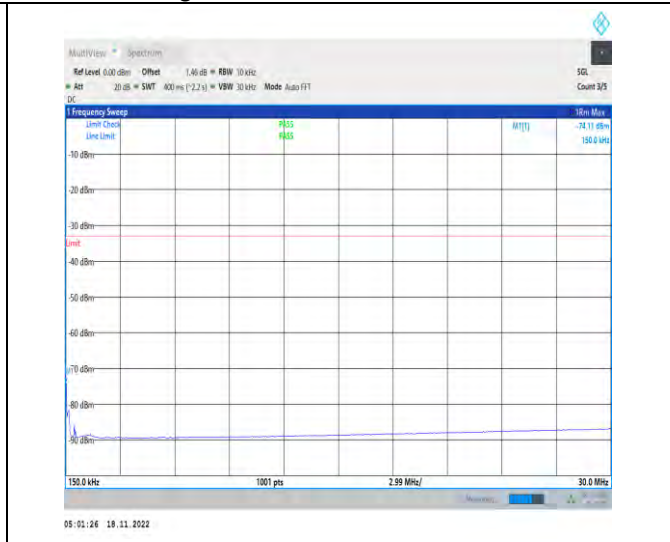 MultiView Spectrum
Ref Level 0.00 dBm Offset 1.46 dB RBW 10 kHz SGL
Att 20 dB SWT 400 ms (~2.2 s) VBW 30 kHz Mode Auto FFT Count 3/5
DC
1 Frequency Sweep 1Rm Max
Limit Check PASS M1[1] -74.11 dBm
Line Limit PASS 150.0 kHz
-10 dBm
-20 dBm
-30 dBm
Limit
-40 dBm
-50 dBm
-60 dBm
-70 dBm
-80 dBm
-90 dBm
150.0 kHz 1001 pts 2.99 MHz/ 30.0 MHz
05:01:26 18.11.2022